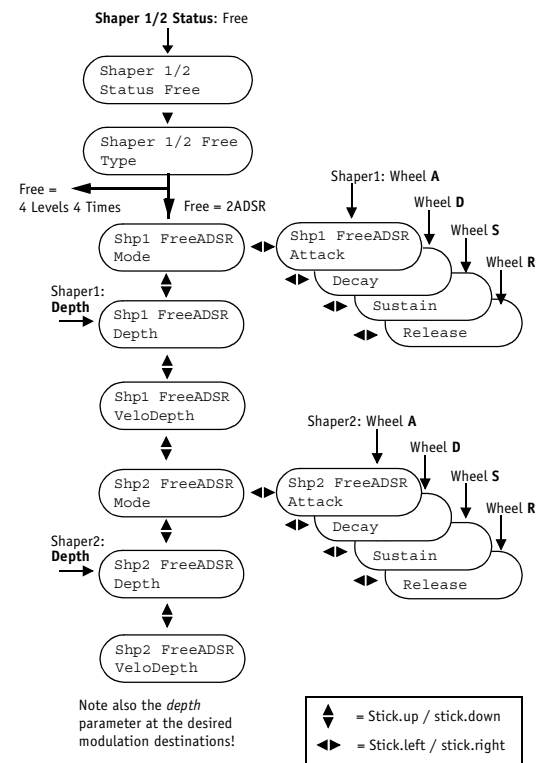 Shaper 1/2 Status: Free
Shaper 1/2
Status Free
Shaper 1/2 Free
Type
Free =
4 Levels 4 Times
Free = 2ADSR
Shaper1: Wheel A
Wheel D
Wheel S
Wheel R
Shp1 FreeADSR
Mode
Shp1 FreeADSR
Attack
Decay
Sustain
Release
Shaper1:
Depth
Shp1 FreeADSR
Depth
Shp1 FreeADSR
VeloDepth
Shaper2: Wheel A
Wheel D
Wheel S
Wheel R
Shp2 FreeADSR
Mode
Shp2 FreeADSR
Attack
Decay
Sustain
Release
Shaper2:
Depth
Shp2 FreeADSR
Depth
Shp2 FreeADSR
VeloDepth
Note also the depth
parameter at the desired
modulation destinations!
= Stick.up / stick.down
= Stick.left / stick.right